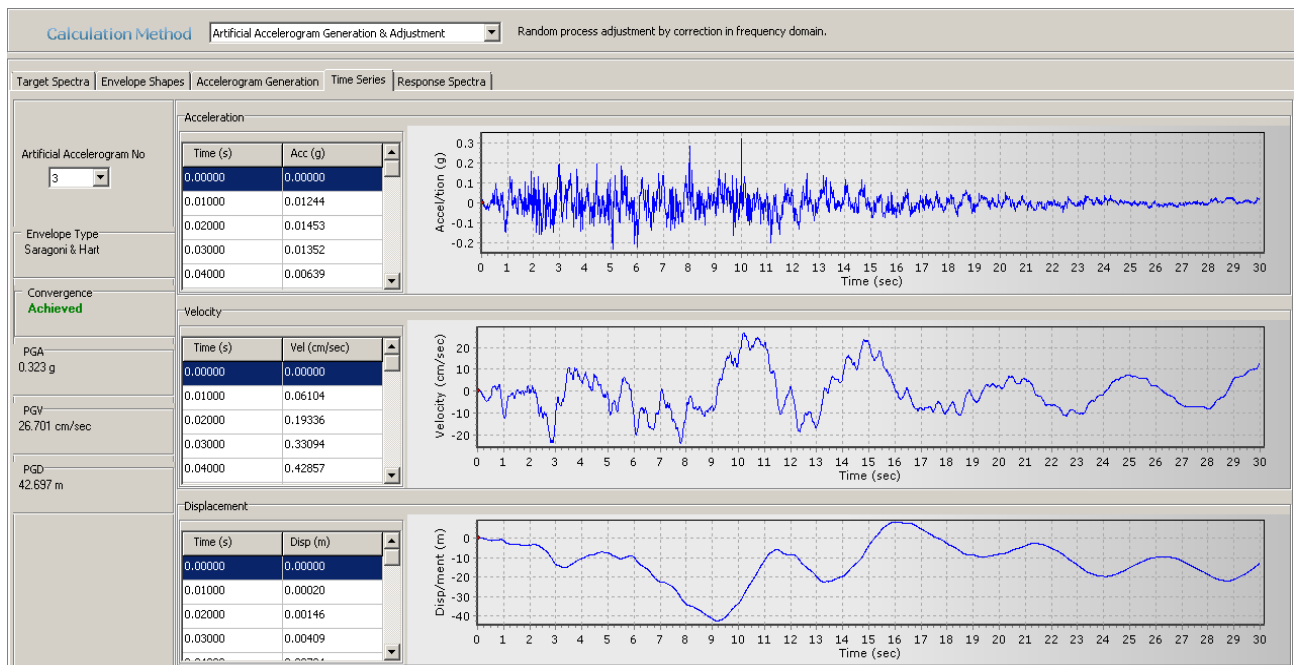 Calculation Method Artificial Accelerogram Generation & Adjustment Random process adjustment by correction in frequency domain.
Target Spectra Envelope Shapes Accelerogram Generation Time Series Response Spectra
Artificial Accelerogram No
3
Envelope Type
Saragoni & Hart
Convergence
Achieved
PGA
0.323 g
PGV
26.701 cm/sec
PGD
42.697 m
Acceleration
Time (s) Acc (g)
0.00000 0.00000
0.01000 0.01244
0.02000 0.01453
0.03000 0.01352
0.04000 0.00639
Accel/tion (g)
0.3
0.2
0.1
0
-0.1
-0.2
0 1 2 3 4 5 6 7 8 9 10 11 12 13 14 15 16 17 18 19 20 21 22 23 24 25 26 27 28 29 30
Time (sec)
Velocity
Time (s) Vel (cm/sec)
0.00000 0.00000
0.01000 0.06104
0.02000 0.19336
0.03000 0.33094
0.04000 0.42857
Velocity (cm/sec)
20
10
0
-10
-20
0 1 2 3 4 5 6 7 8 9 10 11 12 13 14 15 16 17 18 19 20 21 22 23 24 25 26 27 28 29 30
Time (sec)
Displacement
Time (s) Disp (m)
0.00000 0.00000
0.01000 0.00020
0.02000 0.00146
0.03000 0.00409
Disp/ment (m)
0
-10
-20
-30
-40
0 1 2 3 4 5 6 7 8 9 10 11 12 13 14 15 16 17 18 19 20 21 22 23 24 25 26 27 28 29 30
Time (sec)